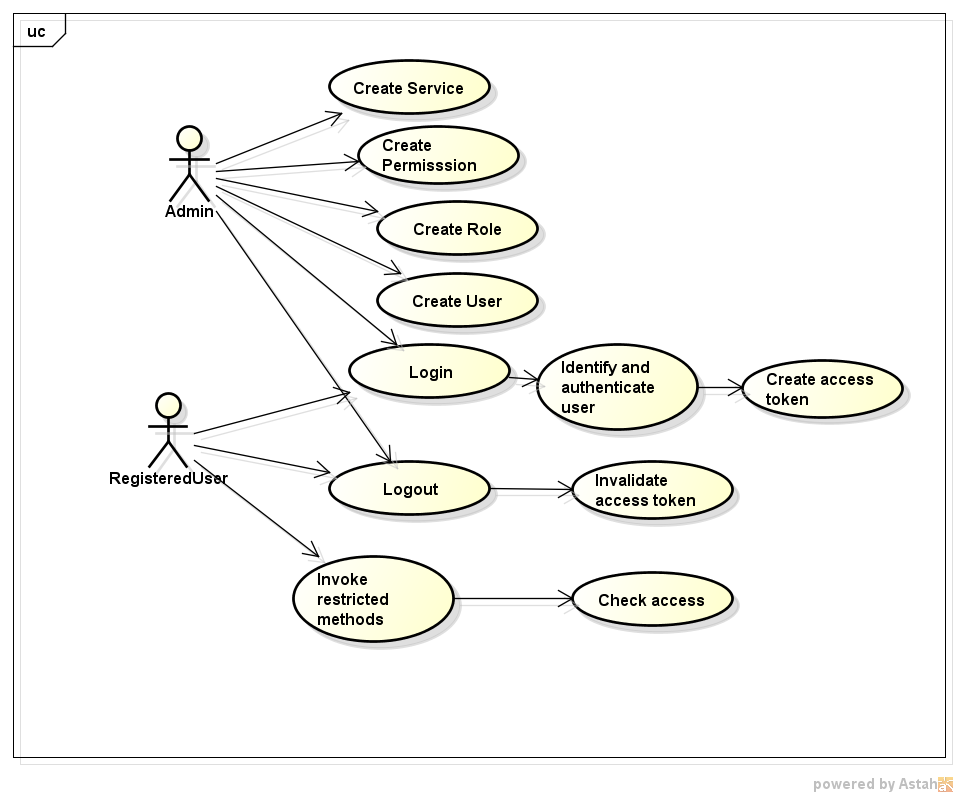 uc
Create Service
Create
Permisssion
Admin
Create Role
Create User
Login
Identify and
authenticate
user
Create access
token
RegisteredUser
Logout
Invalidate
access token
Invoke
restricted
methods
Check access
powered by Astah